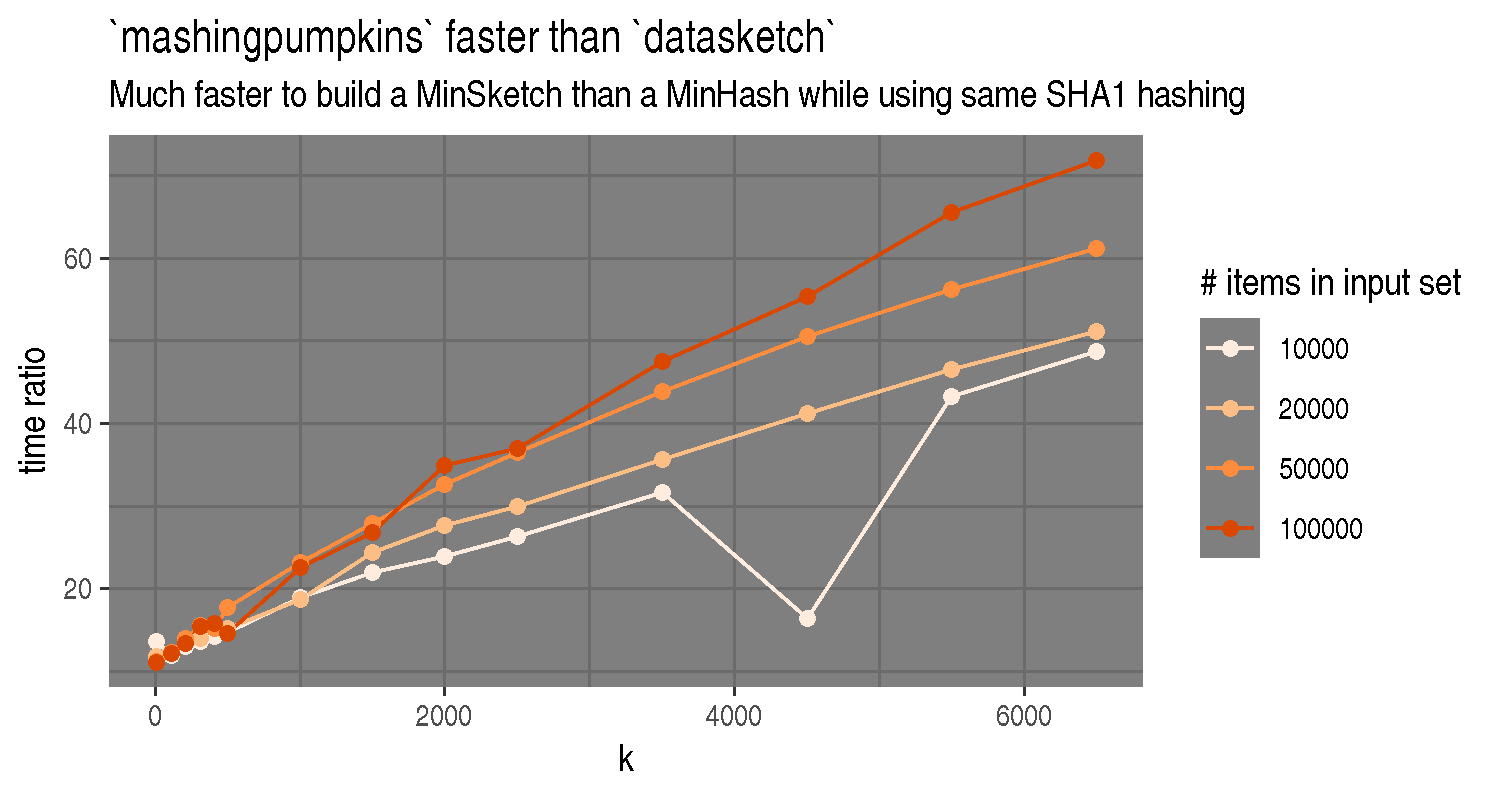 `mashingpumpkins` faster than `datasketch`
Much faster to build a MinSketch than a MinHash while using same SHA1 hashing
60
40
20
time ratio
0
2000
4000
6000
k
# items in input set
10000
20000
50000
100000